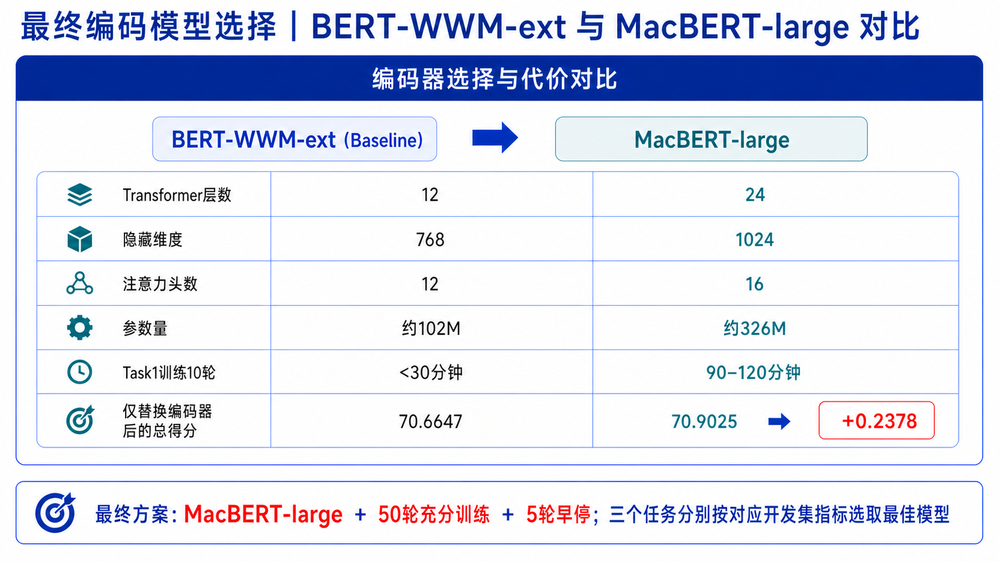 最终编码模型选择｜BERT-WWM-ext 与 MacBERT-large 对比
编码器选择与代价对比
BERT-WWM-ext (Baseline)
MacBERT-large
Transformer层数 12 24
隐藏维度 768 1024
注意力头数 12 16
参数量 约102M 约326M
Task1训练10轮 <30分钟 90–120分钟
仅替换编码器
后的总得分
70.6647 70.9025 +0.2378
最终方案：MacBERT-large + 50轮充分训练 + 5轮早停；三个任务分别按对应开发集指标选取最佳模型